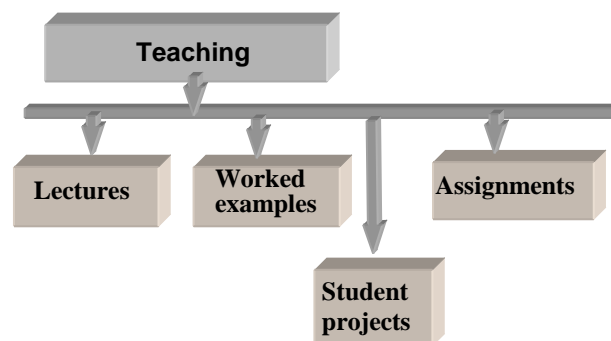 Teaching
Lectures
Worked
examples
Assignments
Student
projects